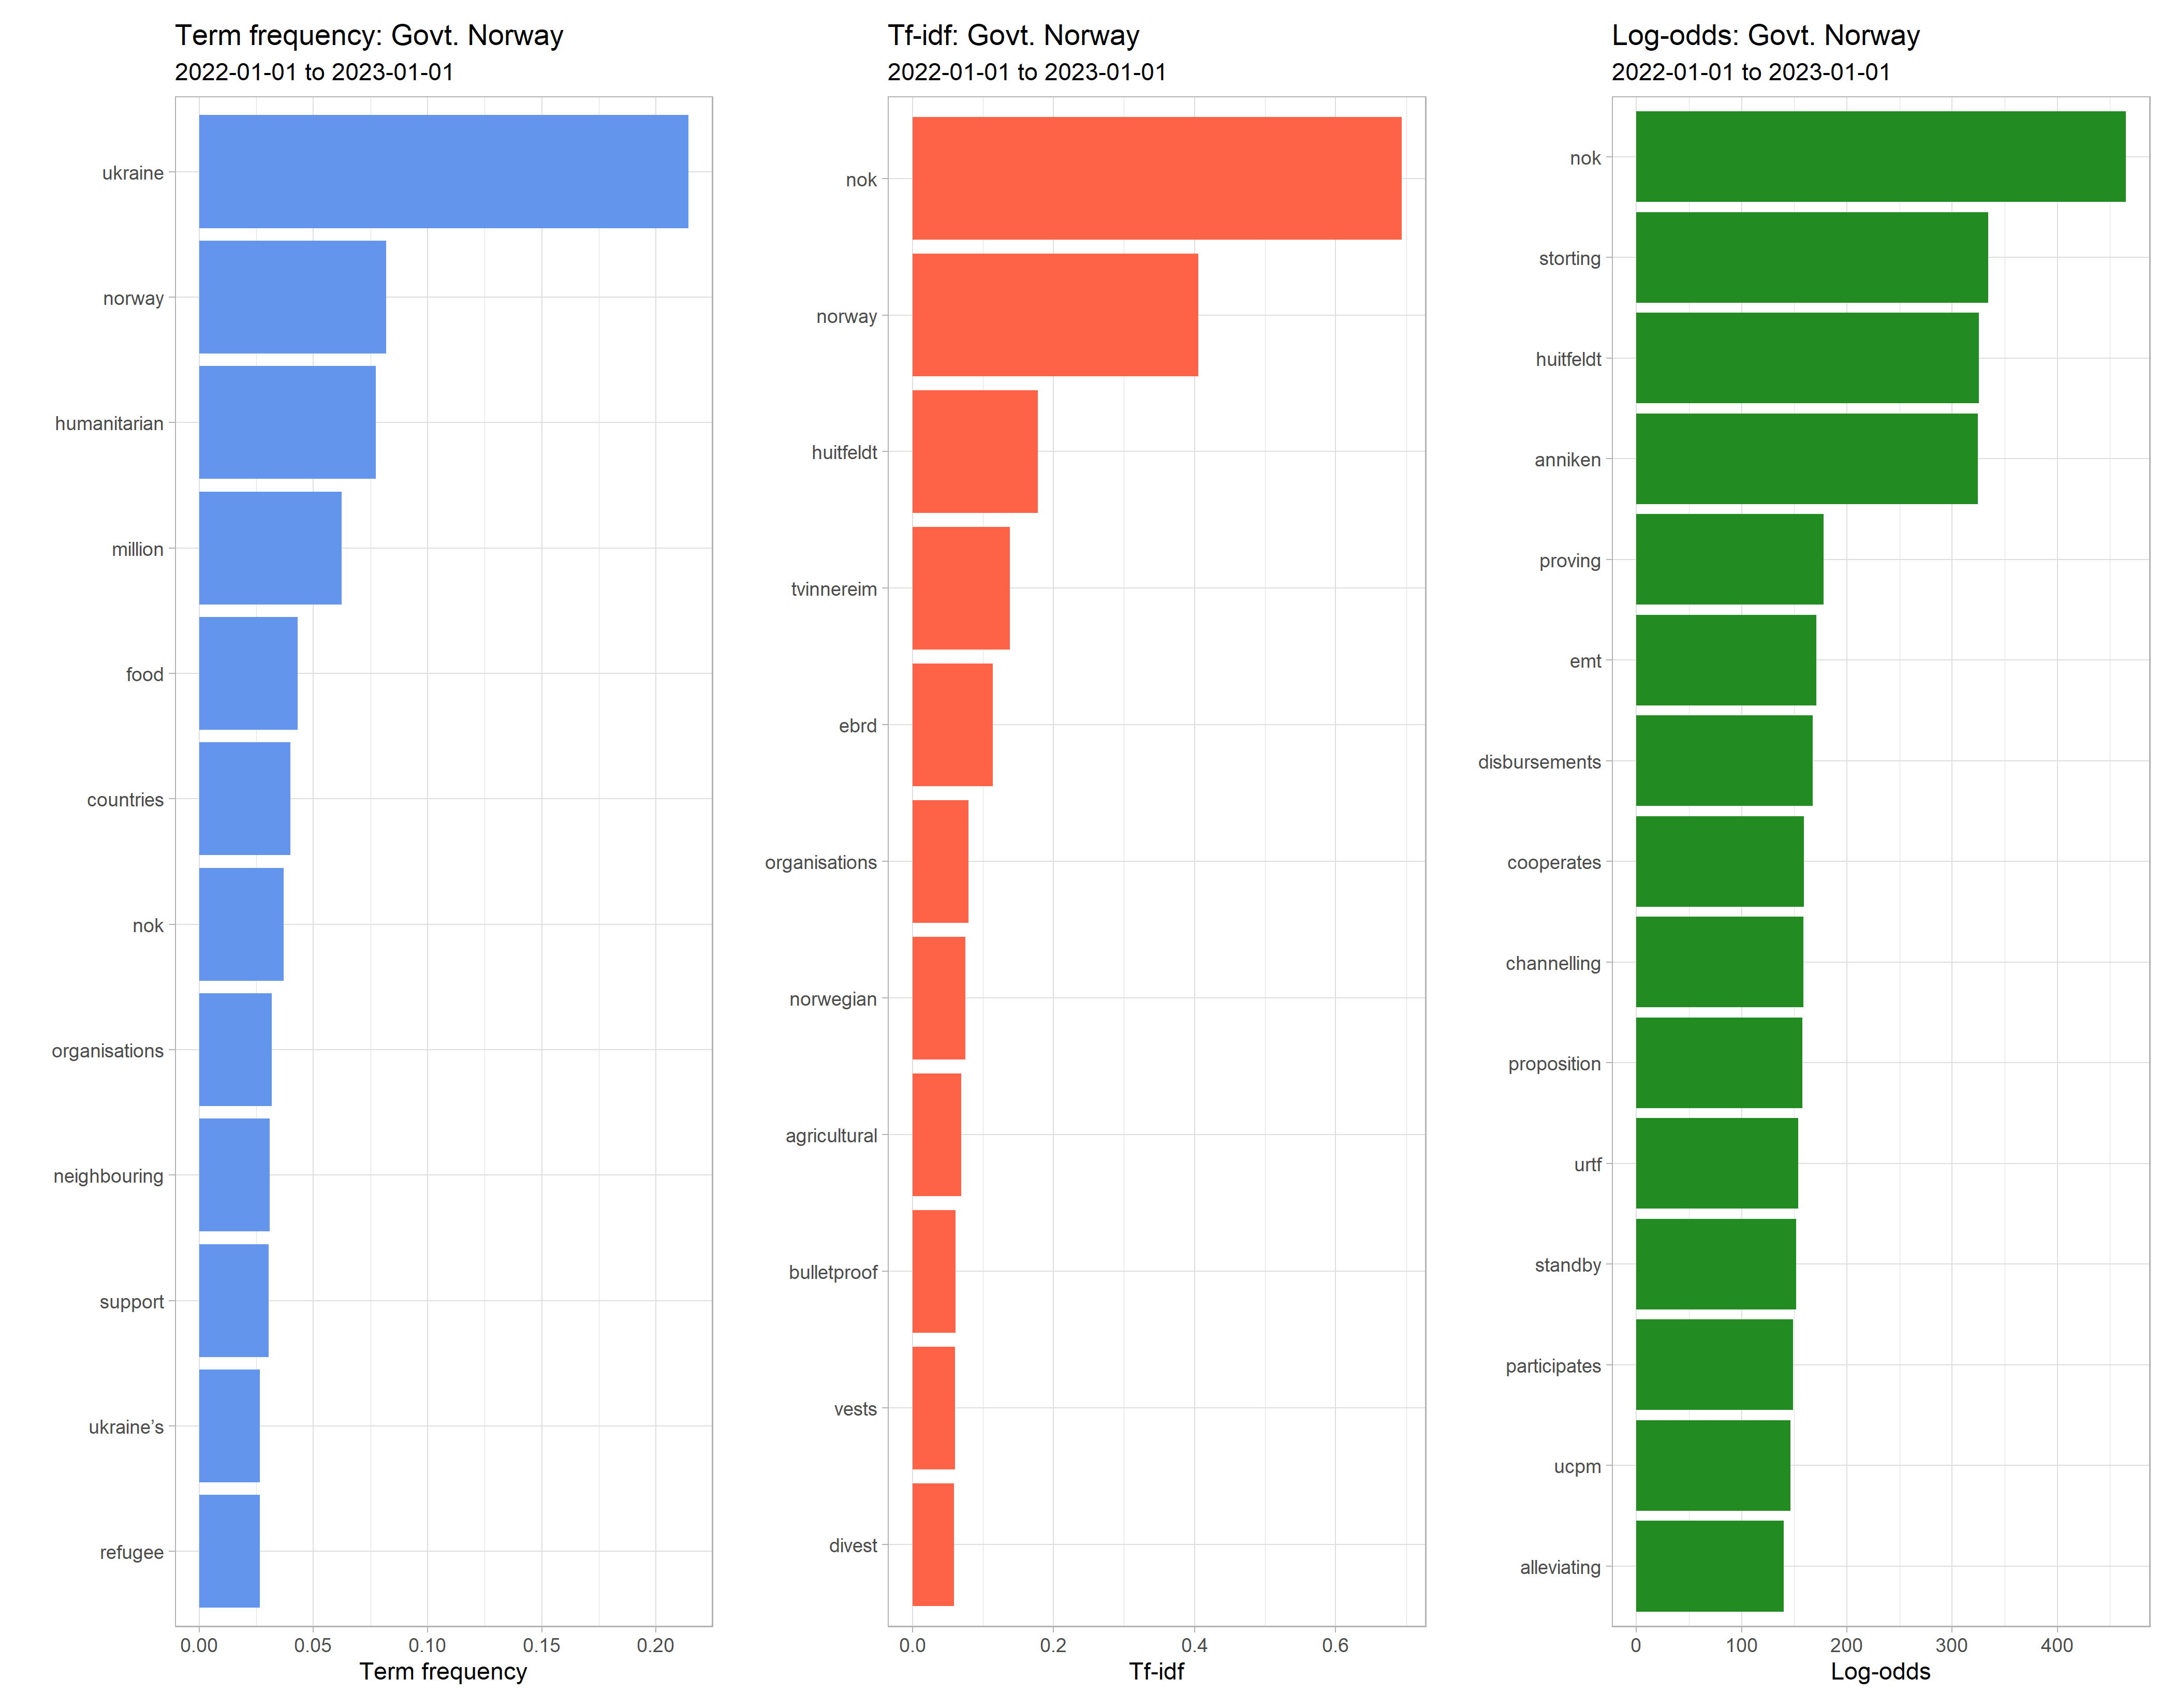 Term frequency: Govt. Norway
2022-01-01 to 2023-01-01
ukraine
norway
humanitarian
million
food
countries
nok
organisations
neighbouring
support
ukraine’s
refugee
0.00 0.05 0.10 0.15 0.20
Term frequency
Tf-idf: Govt. Norway
2022-01-01 to 2023-01-01
nok
norway
huitfeldt
tvinnereim
ebrd
organisations
norwegian
agricultural
bulletproof
vests
divest
0.0 0.2 0.4 0.6
Tf-idf
Log-odds: Govt. Norway
2022-01-01 to 2023-01-01
nok
storting
huitfeldt
anniken
proving
emt
disbursements
cooperates
channelling
proposition
urtf
standby
participates
ucpm
alleviating
0 100 200 300 400
Log-odds